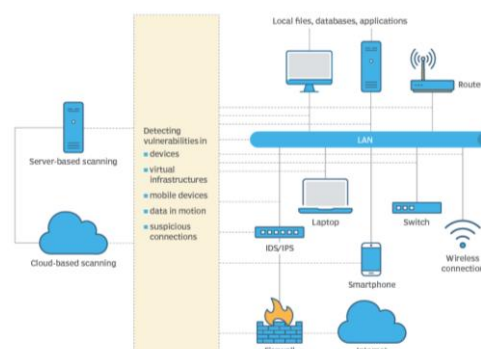 Local files, databases, applications
Router
Server-based scanning
Detecting
vulnerabilities in
devices
virtual
infrastructures
mobile devices
data in motion
suspicious
connections
LAN
Laptop
Switch
Cloud-based scanning
IDS/IPS
Smartphone
Wireless
connection